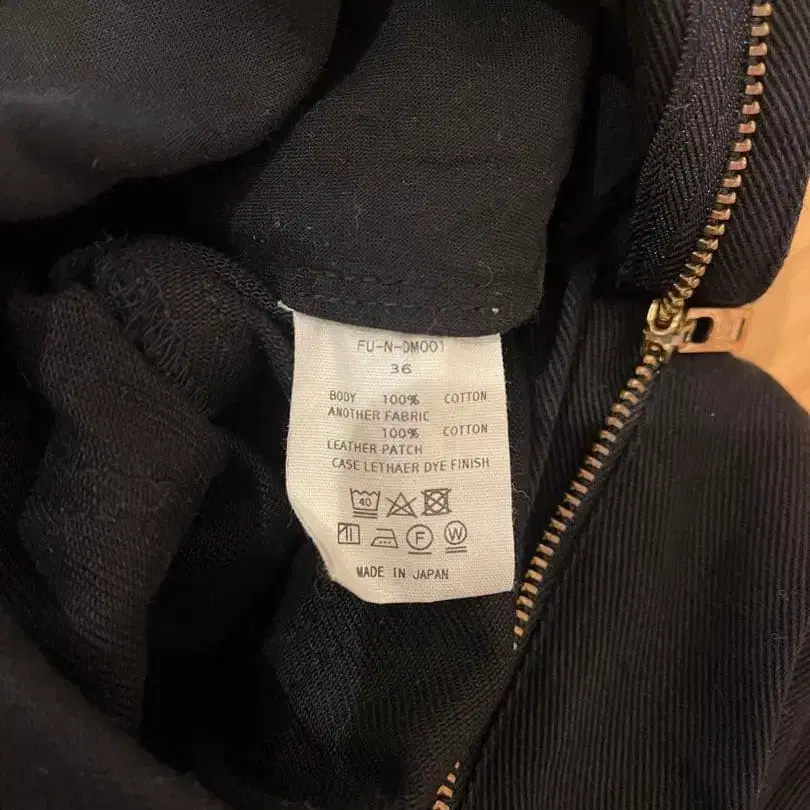 FU-N-DM001
36
BODY 100% COTTON
ANOTHER FABRIC
100% COTTON
LEATHER PATCH
CASE LETHAER DYE FINISH
40
F W
MADE IN JAPAN